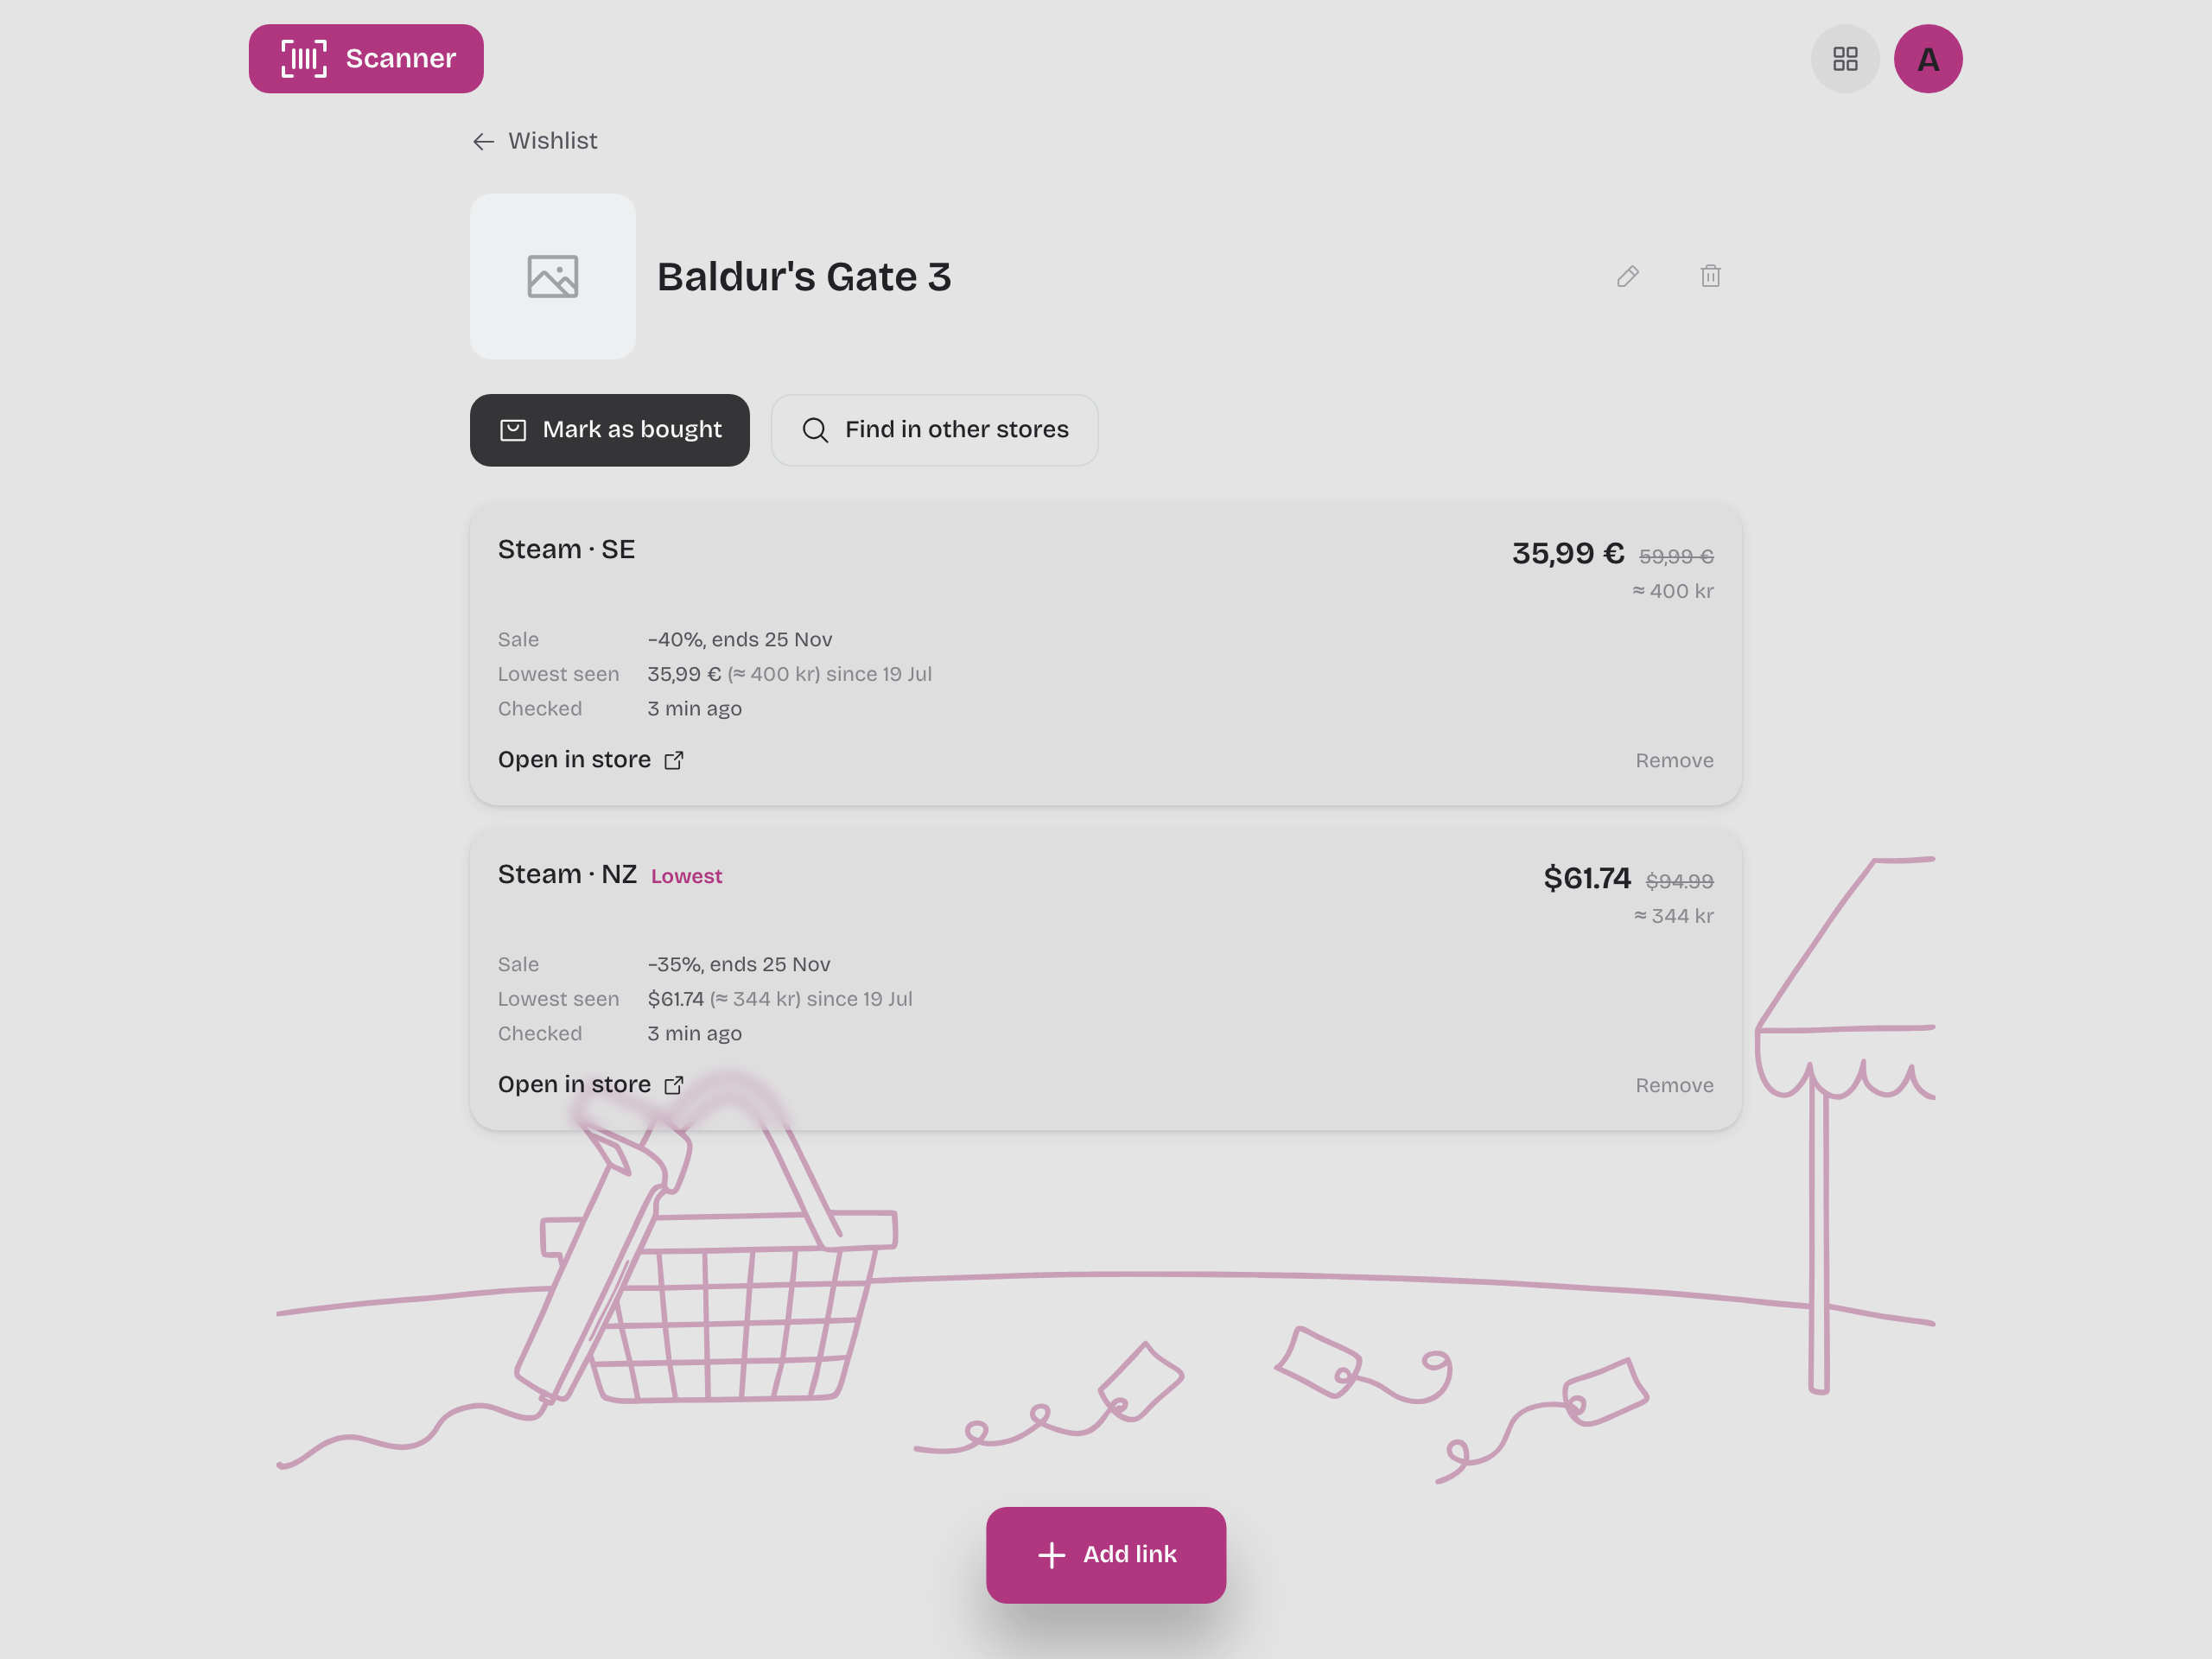 Scanner
A
Wishlist
Baldur's Gate 3
Mark as bought
Find in other stores
Steam · SE
35,99 € 59,99 €
≈ 400 kr
Sale −40%, ends 25 Nov
Lowest seen 35,99 € (≈ 400 kr) since 19 Jul
Checked 3 min ago
Open in store
Remove
Steam · NZ Lowest
$61.74 $94.99
≈ 344 kr
Sale −35%, ends 25 Nov
Lowest seen $61.74 (≈ 344 kr) since 19 Jul
Checked 3 min ago
Open in store
Remove
Add link